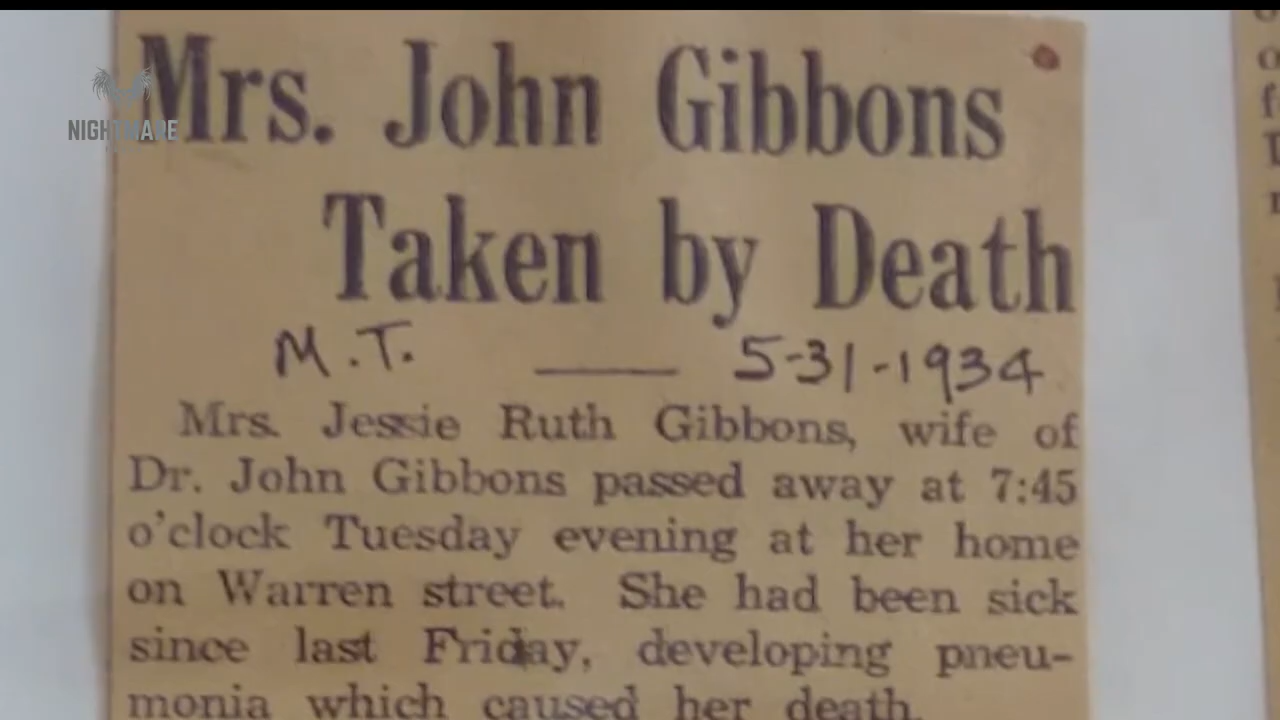 NIGHTMARE
Mrs. John Gibbons
Taken by Death
M.T. 5-31-1934
Mrs. Jessie Ruth Gibbons, wife of
Dr. John Gibbons passed away at 7:45
o'clock Tuesday evening at her home
on Warren street. She had been sick
since last Friday, developing pneu-
monia which caused her death.